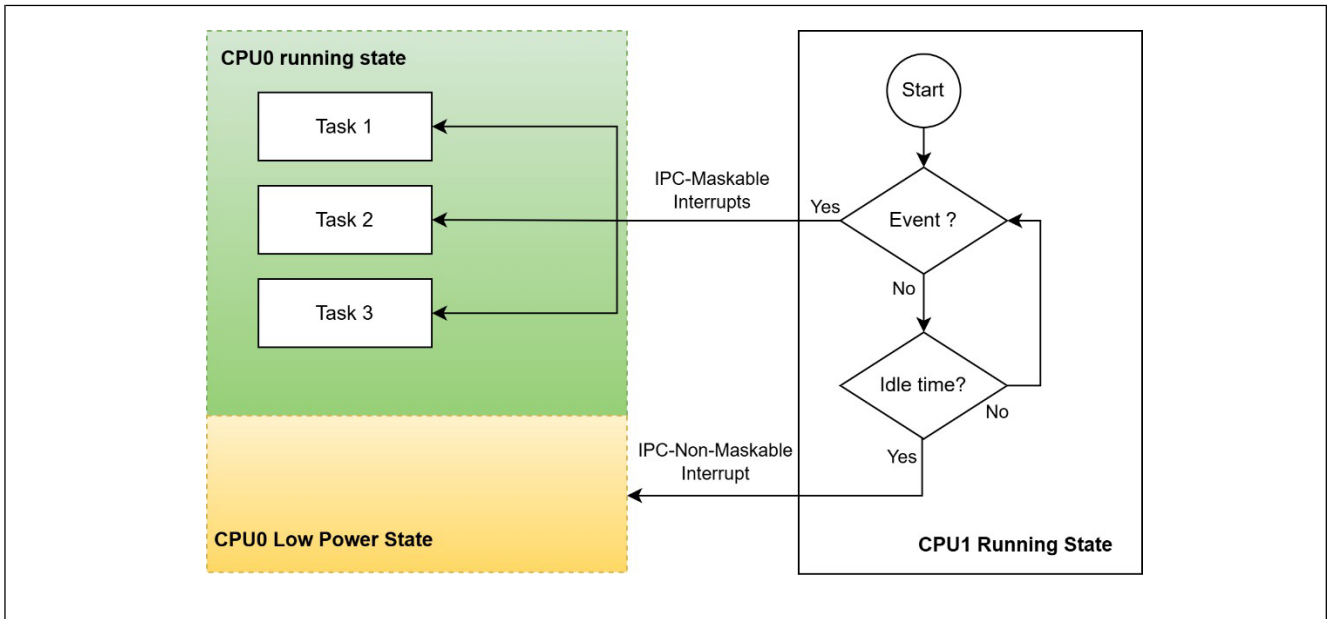 CPU0 running state
Task 1
Task 2
Task 3
CPU0 Low Power State
IPC-Maskable
Interrupts
IPC-Non-Maskable
Interrupt
Start
Event ?
Yes
No
Idle time?
No
Yes
CPU1 Running State